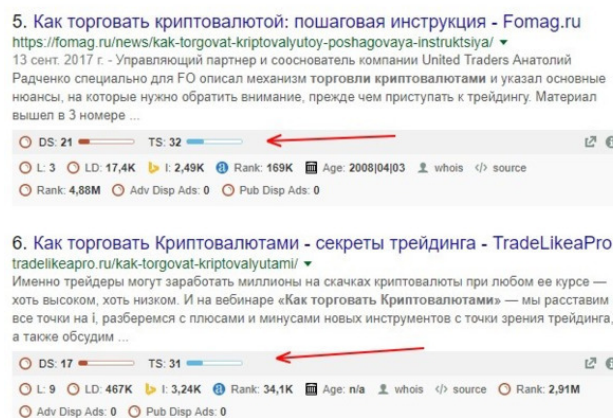 5. Как торговать криптовалютой: пошаговая инструкция - Fomag.ru
https://fomag.ru/news/kak-torgovat-kriptovalyutoy-poshagovaya-instruktsiya/
13 сент. 2017 г. - Управляющий партнер и сооснователь компании United Traders Анатолий
Радченко специально для FO описал механизм торговли криптовалютами и указал основные
нюансы, на которые нужно обратить внимание, прежде чем приступать к трейдингу. Материал
вышел в 3 номере ...
DS: 21 TS: 32
L: 3 LD: 17,4K I: 2,49K Rank: 169K Age: 2008|04|03 whois </> source
Rank: 4,88M Adv Disp Ads: 0 Pub Disp Ads: 0
6. Как торговать Криптовалютами - секреты трейдинга - TradeLikeaPro
tradelikeapro.ru/kak-torgovat-kriptovalyutami/
Именно трейдеры могут заработать миллионы на скачках криптовалюты при любом ее курсе —
хоть высоком, хоть низком. И на вебинаре «Как торговать Криптовалютами» — мы расставим
все точки на i, разберемся с плюсами и минусами новых инструментов с точки зрения трейдинга,
а также обсудим ...
DS: 17 TS: 31
L: 9 LD: 467K I: 3,24K Rank: 34,1K Age: n/a whois </> source Rank: 2,91M
Adv Disp Ads: 0 Pub Disp Ads: 0